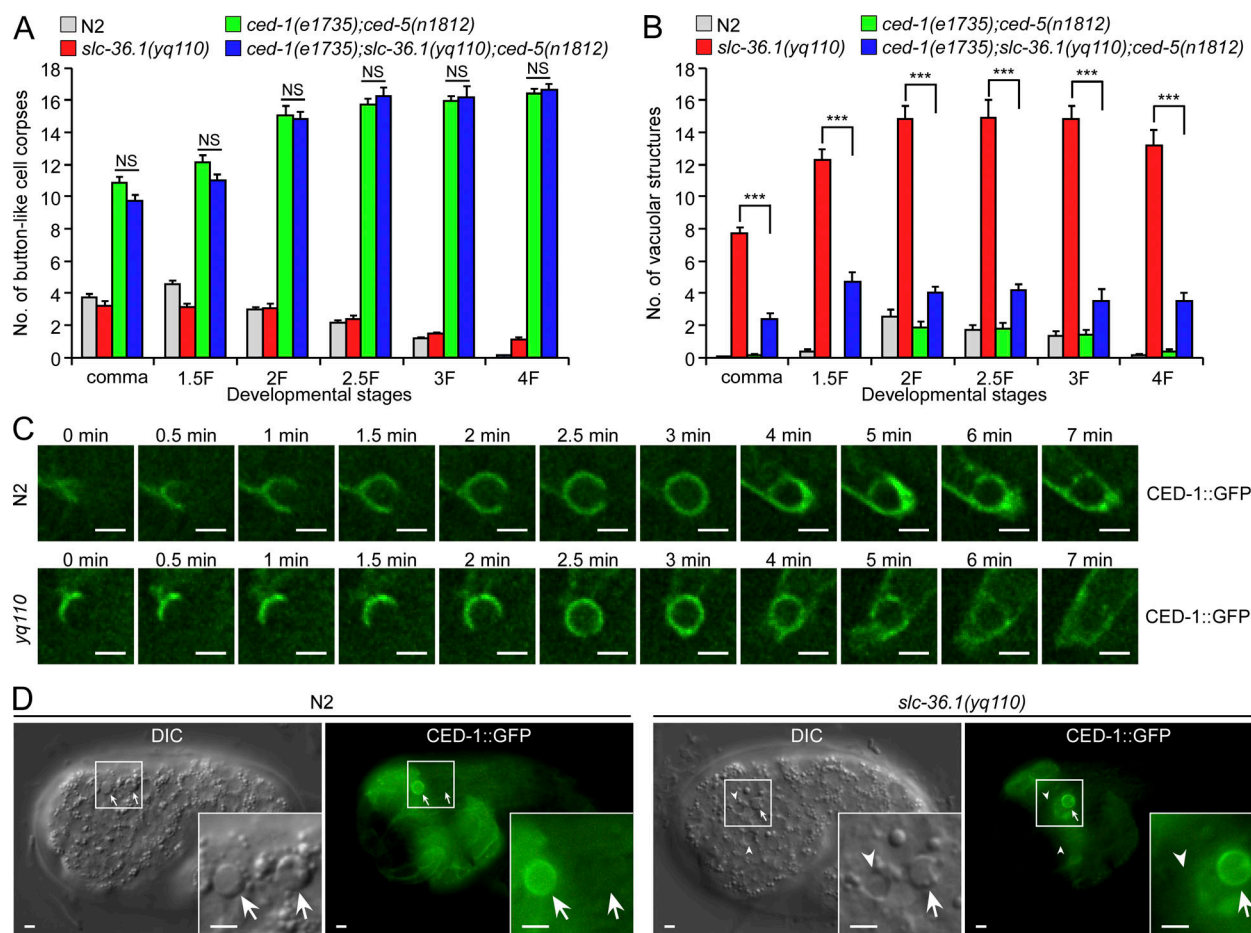 A
N2
ced-1(e1735);ced-5(n1812)
slc-36.1(yq110)
ced-1(e1735);slc-36.1(yq110);ced-5(n1812)
No. of button-like cell corpses
18
16
14
12
10
8
6
4
2
0
NS
NS
NS
NS
NS
NS
comma
1.5F
2F
2.5F
3F
4F
Developmental stages
B
N2
ced-1(e1735);ced-5(n1812)
slc-36.1(yq110)
ced-1(e1735);slc-36.1(yq110);ced-5(n1812)
No. of vacuolar structures
18
16
14
12
10
8
6
4
2
0
***
***
***
***
***
***
comma
1.5F
2F
2.5F
3F
4F
Developmental stages
C
0 min 0.5 min 1 min 1.5 min 2 min 2.5 min 3 min 4 min 5 min 6 min 7 min
N2
CED-1::GFP
0 min 0.5 min 1 min 1.5 min 2 min 2.5 min 3 min 4 min 5 min 6 min 7 min
yq110
CED-1::GFP
D
N2
slc-36.1(yq110)
DIC
CED-1::GFP
DIC
CED-1::GFP